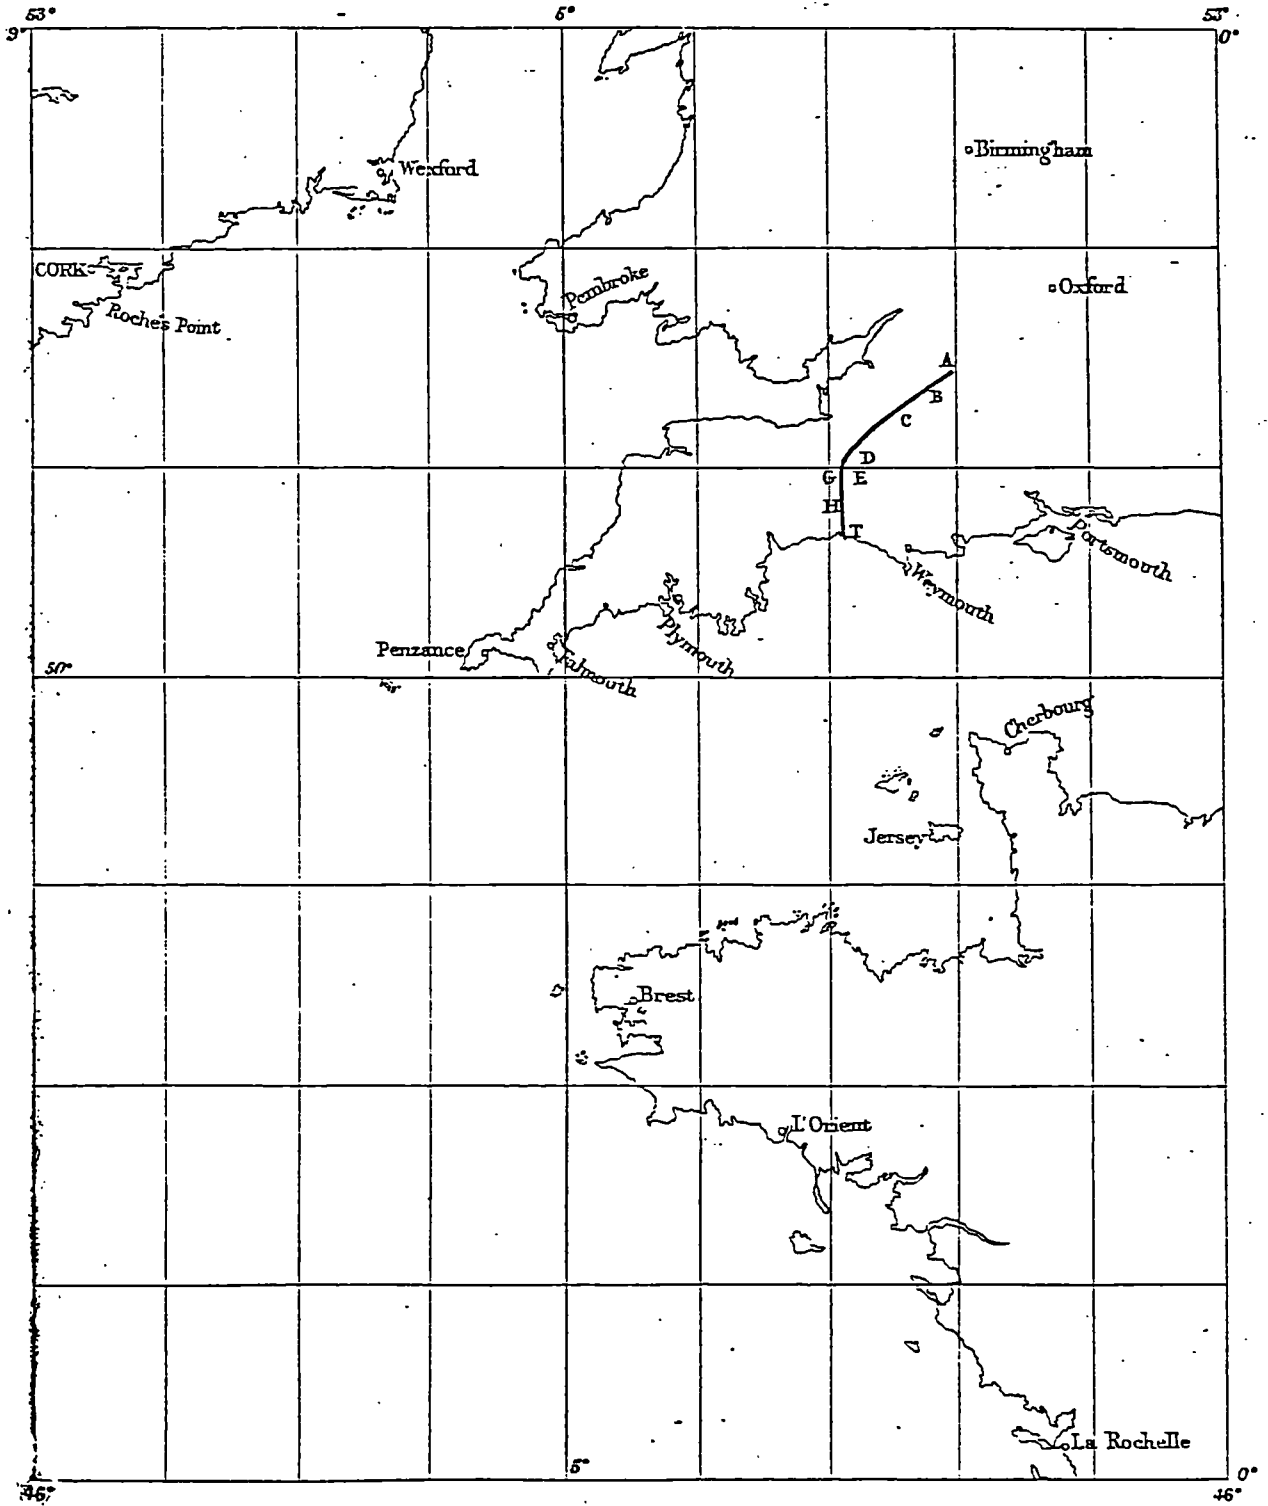 53°
5°
53°
9°
0°
Birmingham
Wexford
CORK
Pembroke
Oxford
Roches Point
A
B
C
D
G E
H
T
Portsmouth
Weymouth
Plymouth
Penzance
Falmouth
50°
Cherbourg
Jersey
Brest
L'Orient
La Rochelle
46°
5°
0°
46°